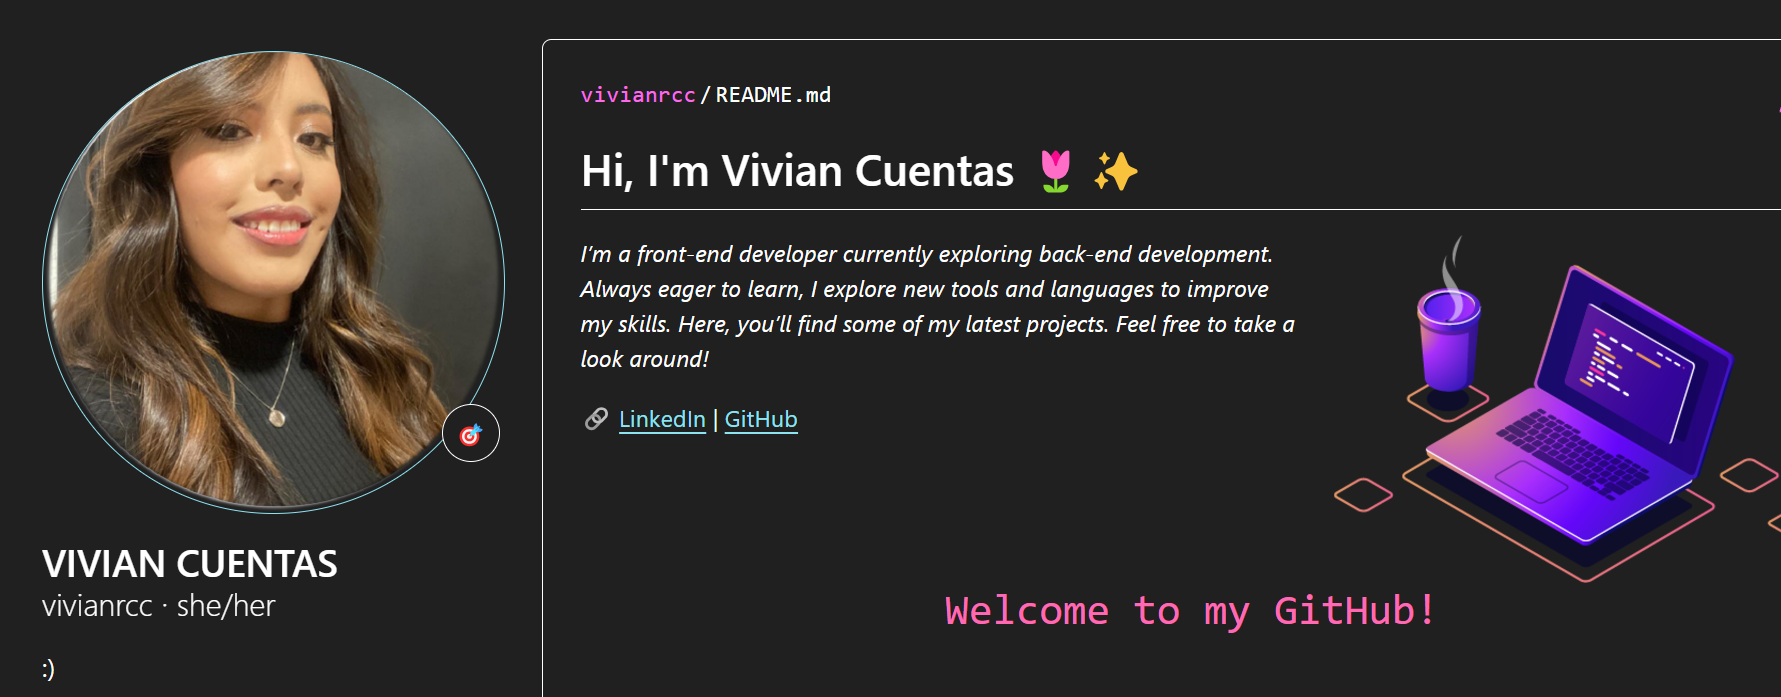 vivianrcc / README.md
Hi, I'm Vivian Cuentas 🌷 ✨
I'm a front-end developer currently exploring back-end development.
Always eager to learn, I explore new tools and languages to improve
my skills. Here, you'll find some of my latest projects. Feel free to take a
look around!
🔗 LinkedIn | GitHub
Welcome to my GitHub!
VIVIAN CUENTAS
vivianrcc · she/her
:)